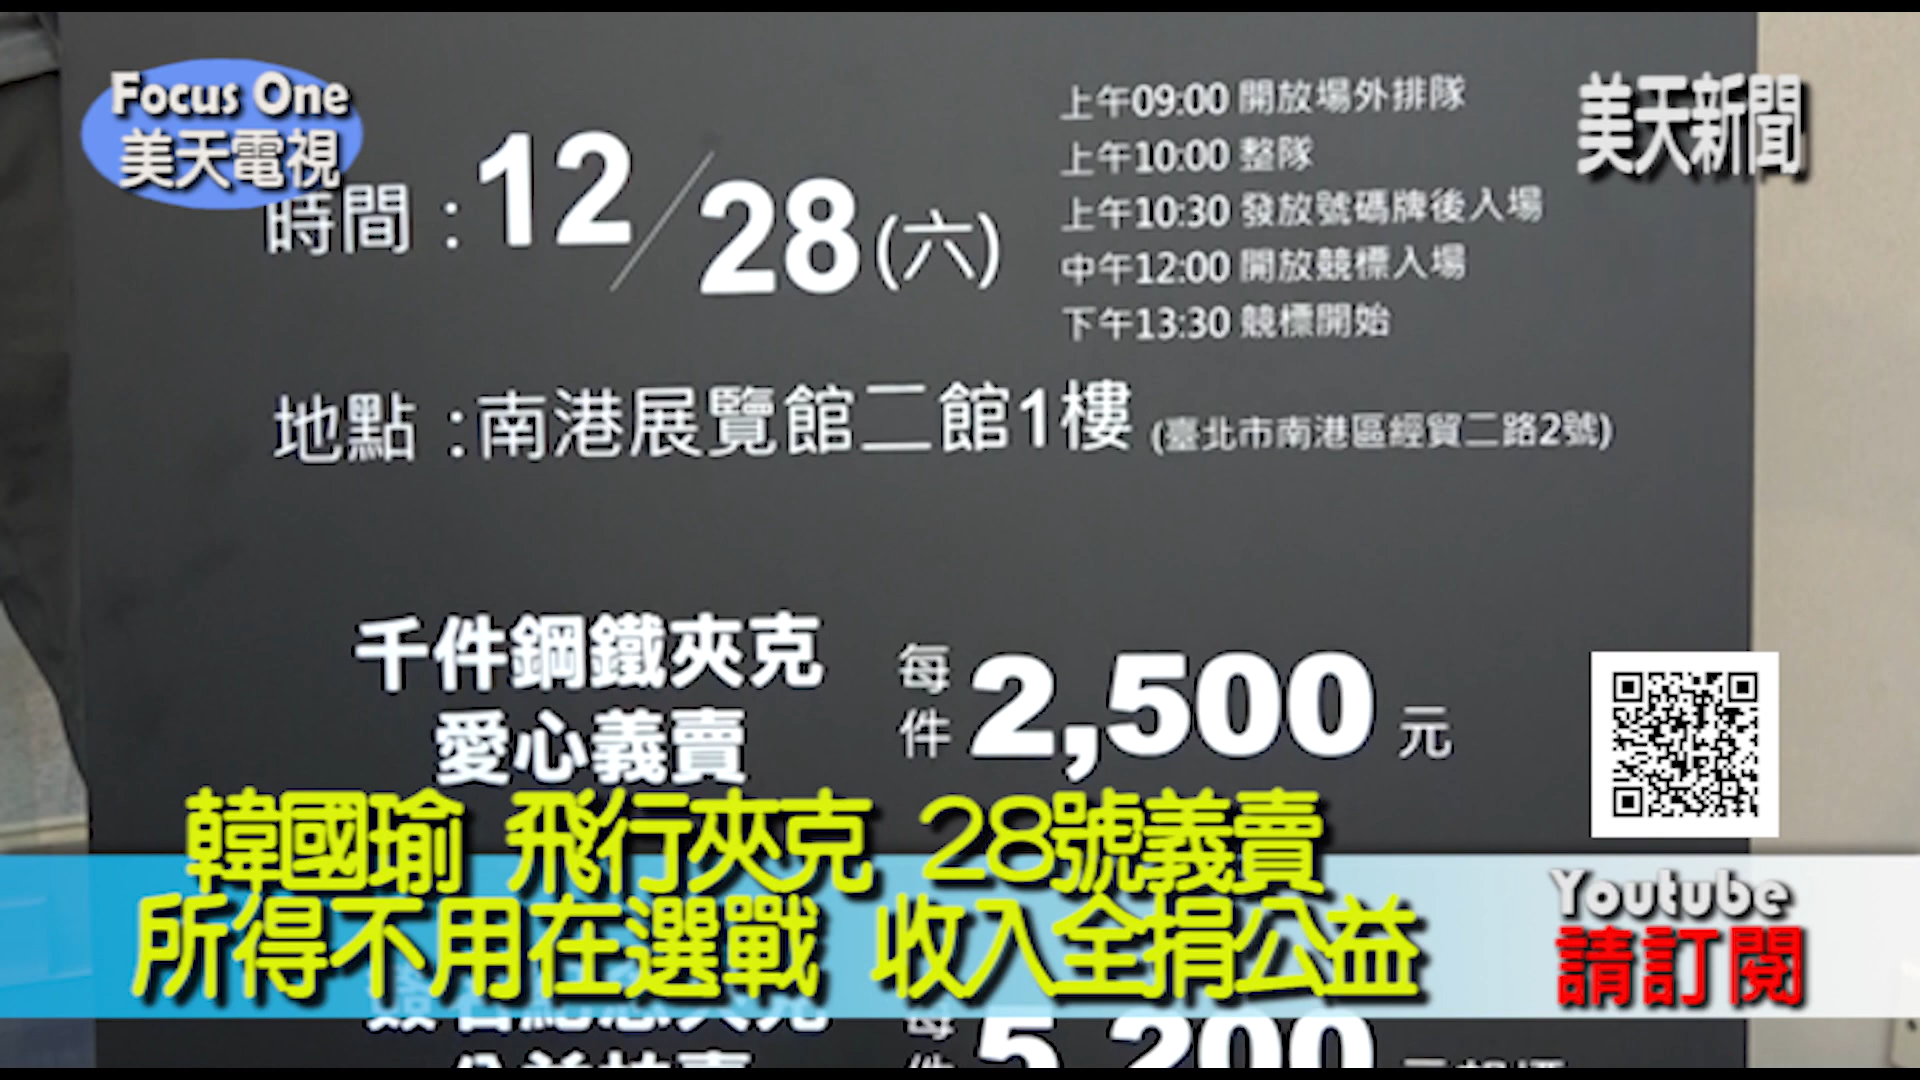 Focus One
美天電視
美天新聞
時間：12/28(六)
上午09:00 開放場外排隊
上午10:00 整隊
上午10:30 發放號碼牌後入場
中午12:00 開放競標入場
下午13:30 競標開始
地點：南港展覽館二館1樓 (臺北市南港區經貿二路2號)
千件鋼鐵夾克
愛心義賣
每件 2,500 元
韓國瑜 飛行夾克 28號義賣
所得不用在選戰 收入全捐公益
Youtube
請訂閱
每件 5,200